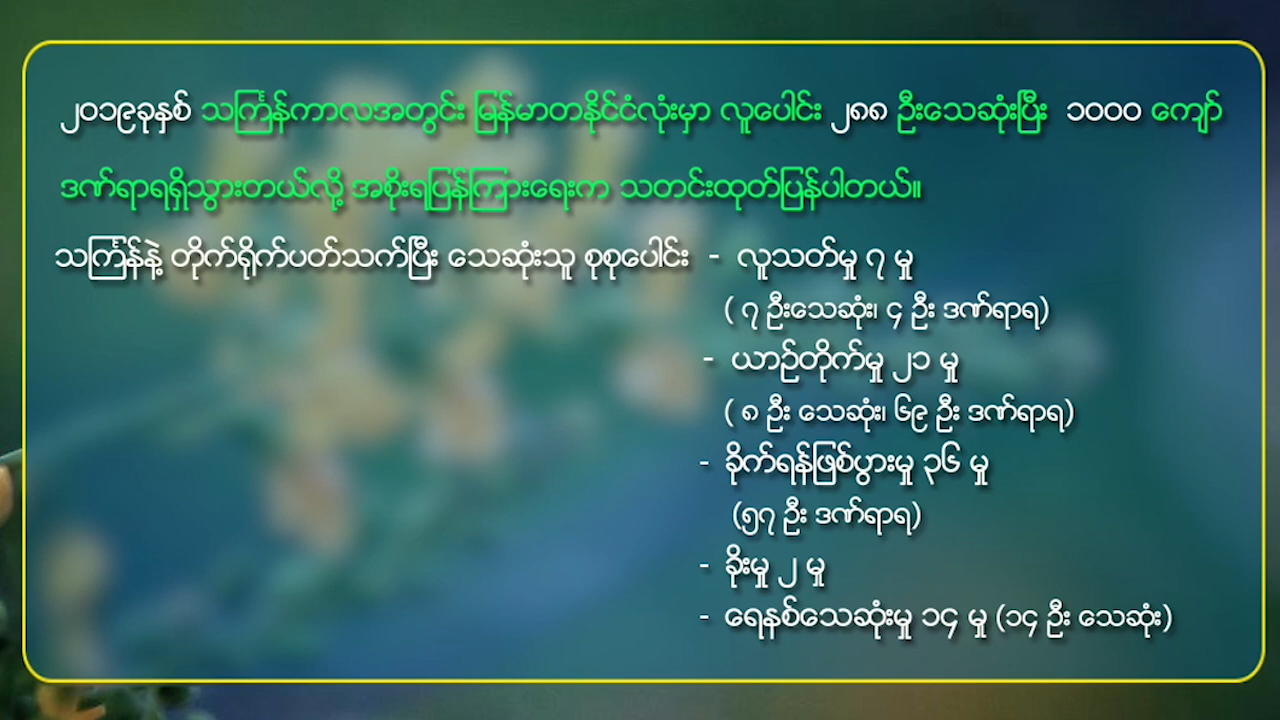 ၂၀၁၉ခုနှစ် သင်္ကြန်ကာလအတွင်း မြန်မာတနိုင်ငံလုံးမှာ လူပေါင်း ၂၈၈ ဦးသေဆုံးပြီး ၁၀၀၀ ကျော်
ဒဏ်ရာရရှိသွားတယ်လို့ အစိုးရပြန်ကြားရေးက သတင်းထုတ်ပြန်ပါတယ်။
သင်္ကြန်နဲ့ တိုက်ရိုက်ပတ်သက်ပြီး သေဆုံးသူ စုစုပေါင်း - လူသတ်မှု ၇ မှု
( ၇ ဦးသေဆုံး၊ ၄ ဦး ဒဏ်ရာရ)
- ယာဉ်တိုက်မှု ၂၁ မှု
( ၈ ဦး သေဆုံး၊ ၆၉ ဦး ဒဏ်ရာရ)
- ခိုက်ရန်ဖြစ်ပွားမှု ၃၆ မှု
(၅၇ ဦး ဒဏ်ရာရ)
- ခိုးမှု ၂ မှု
- ရေနစ်သေဆုံးမှု ၁၄ မှု (၁၄ ဦး သေဆုံး)